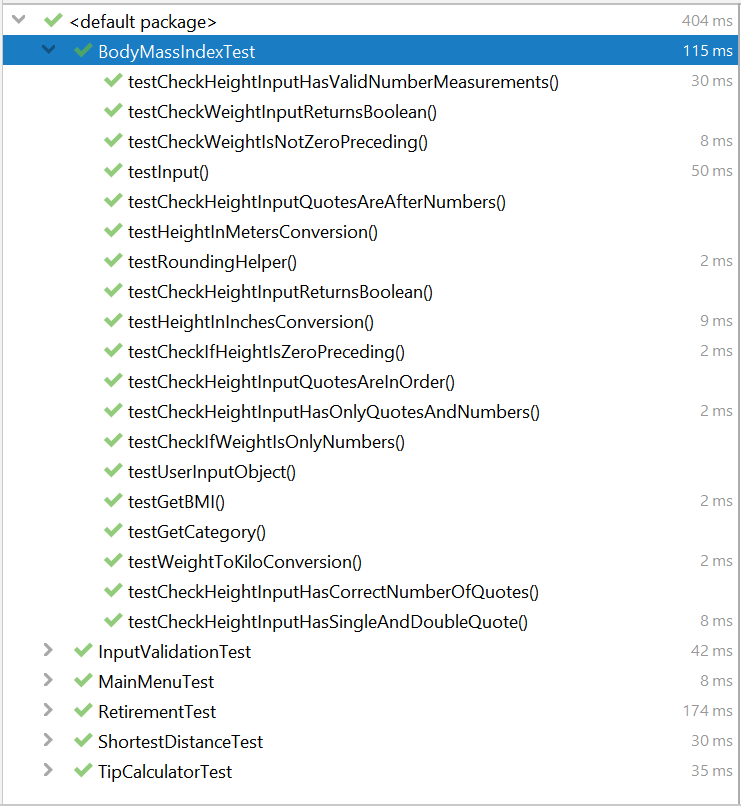 <default package> 404 ms
BodyMassIndexTest 115 ms
testCheckHeightInputHasValidNumberMeasurements() 30 ms
testCheckWeightInputReturnsBoolean()
testCheckWeightIsNotZeroPreceding() 8 ms
testInput() 50 ms
testCheckHeightInputQuotesAreAfterNumbers()
testHeightInMetersConversion()
testRoundingHelper() 2 ms
testCheckHeightInputReturnsBoolean()
testHeightInInchesConversion() 9 ms
testCheckIfHeightIsZeroPreceding() 2 ms
testCheckHeightInputQuotesAreInOrder()
testCheckHeightInputHasOnlyQuotesAndNumbers() 2 ms
testCheckIfWeightIsOnlyNumbers()
testUserInputObject()
testGetBMI() 2 ms
testGetCategory()
testWeightToKiloConversion() 2 ms
testCheckHeightInputHasCorrectNumberOfQuotes()
testCheckHeightInputHasSingleAndDoubleQuote() 8 ms
InputValidationTest 42 ms
MainMenuTest 8 ms
RetirementTest 174 ms
ShortestDistanceTest 30 ms
TipCalculatorTest 35 ms